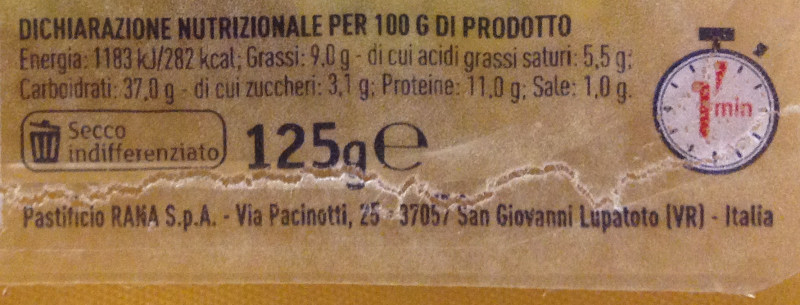 DICHIARAZIONE NUTRIZIONALE PER 100 G DI PRODOTTO
Energia: 1183 kJ/282 kcal; Grassi: 9,0 g - di cui acidi grassi saturi: 5,5 g;
Carboidrati: 37,0 g - di cui zuccheri: 3,1 g; Proteine: 11,0 g; Sale: 1,0 g.
Secco
indifferenziato
125g e
min
Pastificio RANA S.p.A. - Via Pacinotti, 25 - 37057 San Giovanni Lupatoto (VR) - Italia